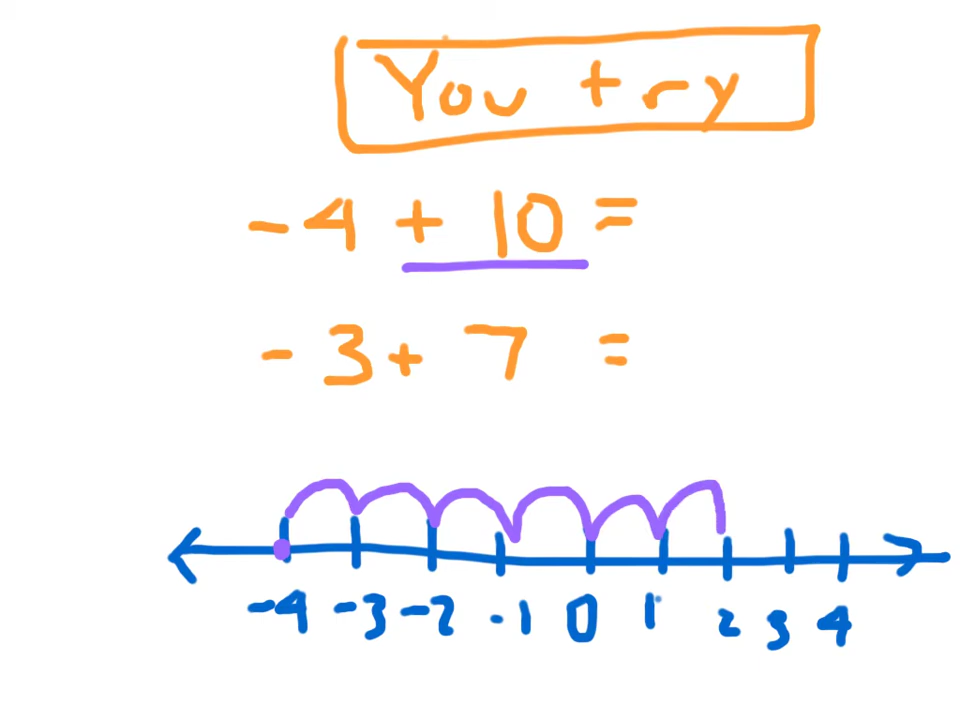 You try
-4 + 10 =
-3 + 7 =
-4 -3 -2 -1 0 1 2 3 4